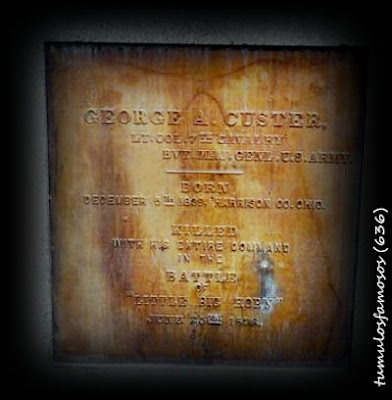 GEORGE A. CUSTER,
LT. COL. 7TH CAVALRY
BVT. MAJ. GENL. U.S. ARMY.
BORN
DECEMBER 5TH 1839. HARRISON CO. OHIO.
KILLED
WITH HIS ENTIRE COMMAND
IN THE
BATTLE
OF
"LITTLE BIG HORN"
JUNE 25TH 1876.
tumulosfamosos (636)